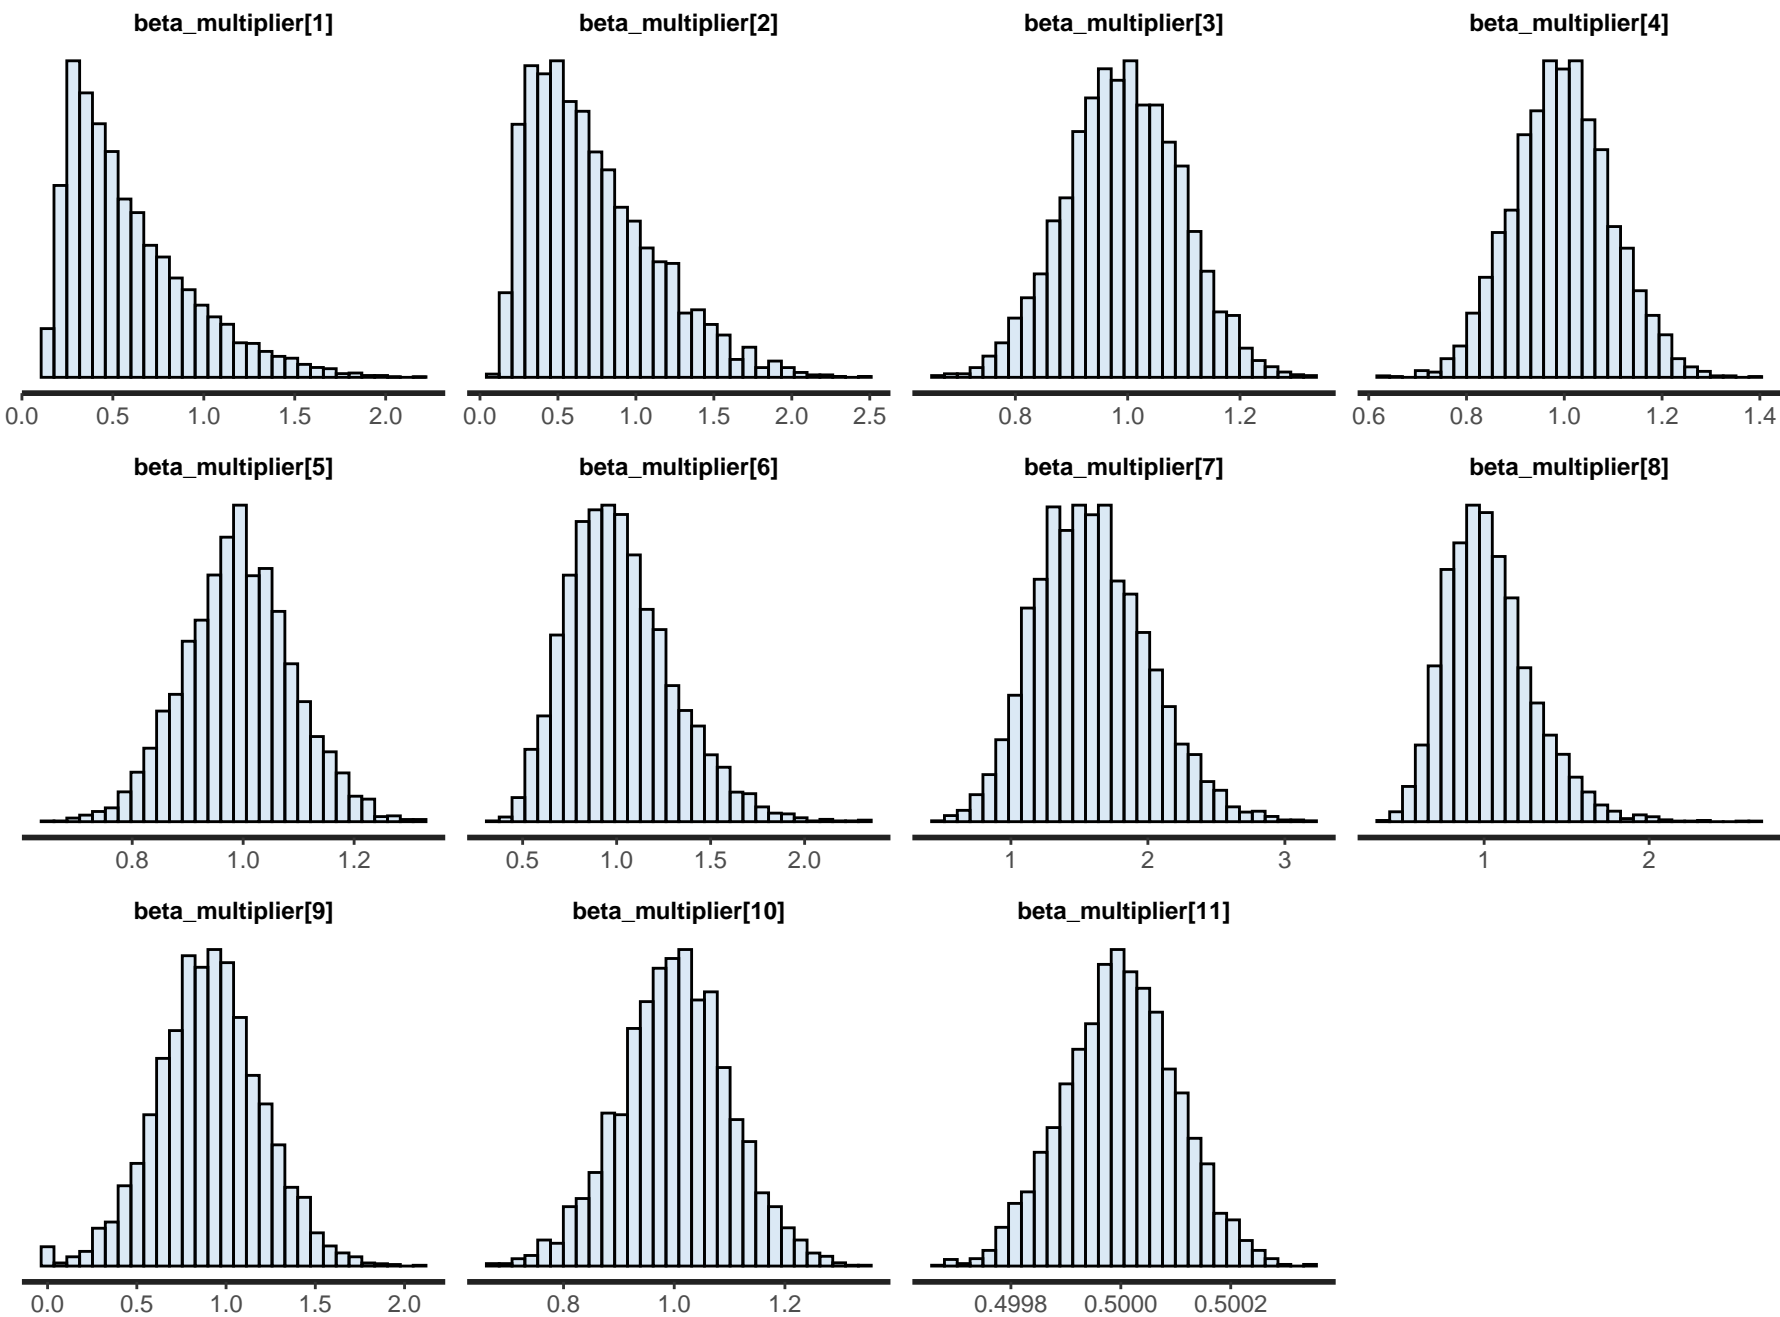 beta_multiplier[1] beta_multiplier[2] beta_multiplier[3] beta_multiplier[4]
0.0 0.5 1.0 1.5 2.0 0.0 0.5 1.0 1.5 2.0 2.5 0.8 1.0 1.2 0.6 0.8 1.0 1.2 1.4
beta_multiplier[5] beta_multiplier[6] beta_multiplier[7] beta_multiplier[8]
0.8 1.0 1.2 0.5 1.0 1.5 2.0 1 2 3 1 2
beta_multiplier[9] beta_multiplier[10] beta_multiplier[11]
0.0 0.5 1.0 1.5 2.0 0.8 1.0 1.2 0.4998 0.5000 0.5002